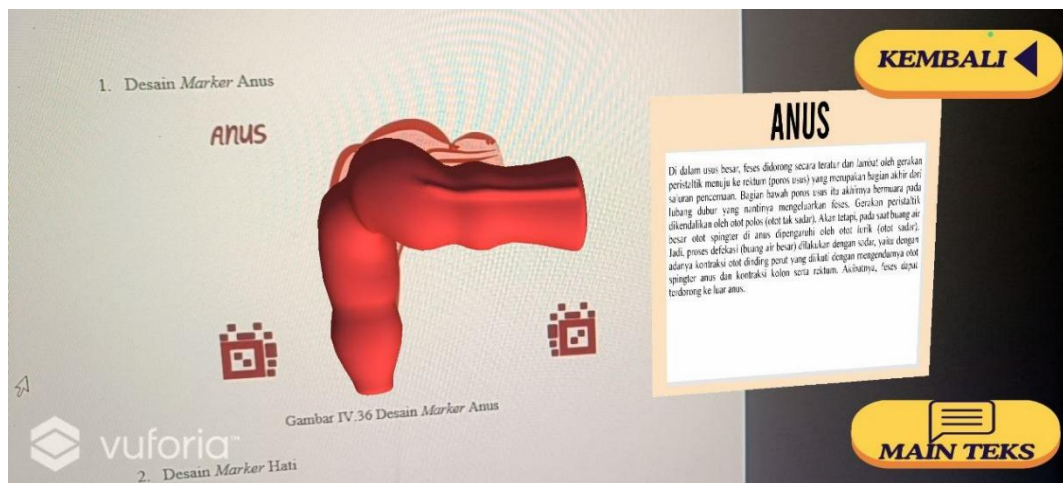 KEMBALI
1. Desain Marker Anus
ANUS
ANUS
Di dalam usus besar, feses didorong secara teratur dan lambat oleh gerakan
peristaltik menuju ke rektum (poros usus) yang merupakan bagian akhir dari
saluran pencernaan. Bagian bawah poros usus itu akhirnya bermuara pada
lubang dubur yang nantinya mengeluarkan feses. Gerakan peristaltik
dikendalikan oleh otot polos (otot tak sadar). Akan tetapi, pada saat buang air
besar otot spingter di anus dipengaruhi oleh otot lurik (otot sadar).
Jadi, proses defekasi (buang air besar) dilakukan dengan sadar, yaitu dengan
adanya kontraksi otot dinding perut yang diikuti dengan mengendurnya otot
spingter anus dan kontraksi kolon serta rektum. Akibatnya, feses dapat
terdorong ke luar anus.
Gambar IV.36 Desain Marker Anus
vuforia™
MAIN TEKS
2. Desain Marker Hati